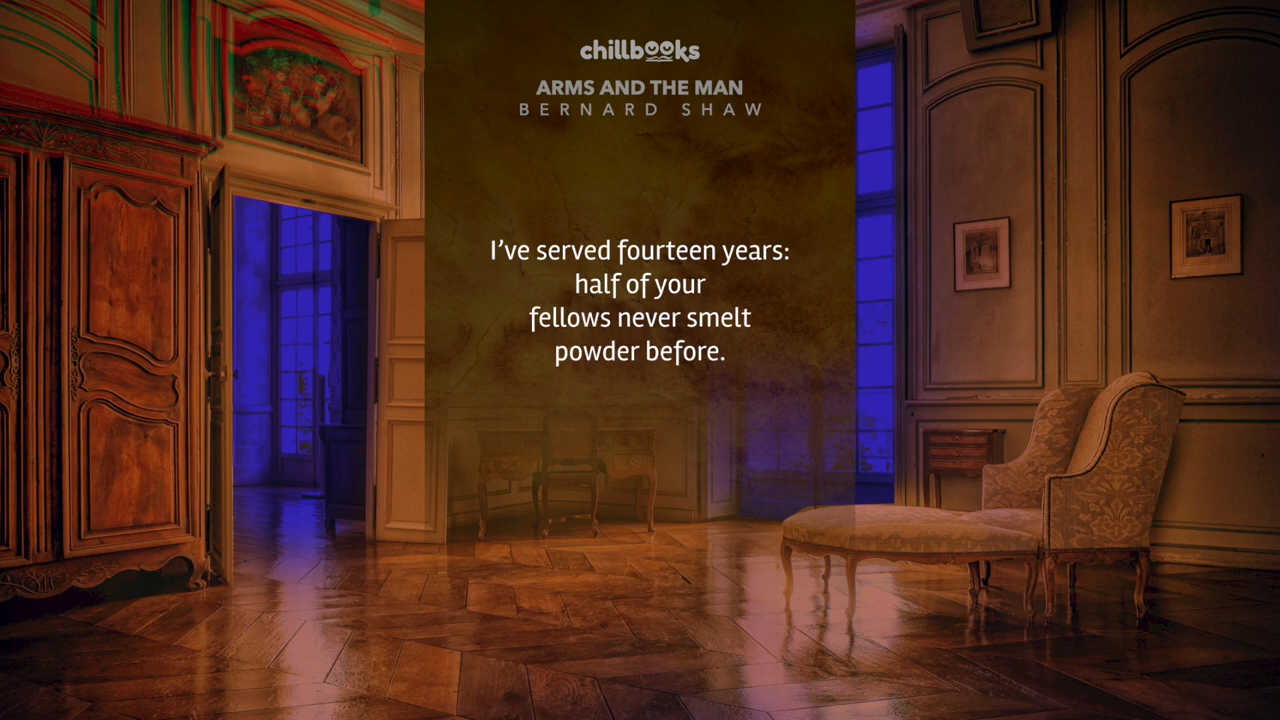 chillbooks
ARMS AND THE MAN
BERNARD SHAW
I’ve served fourteen years:
half of your
fellows never smelt
powder before.